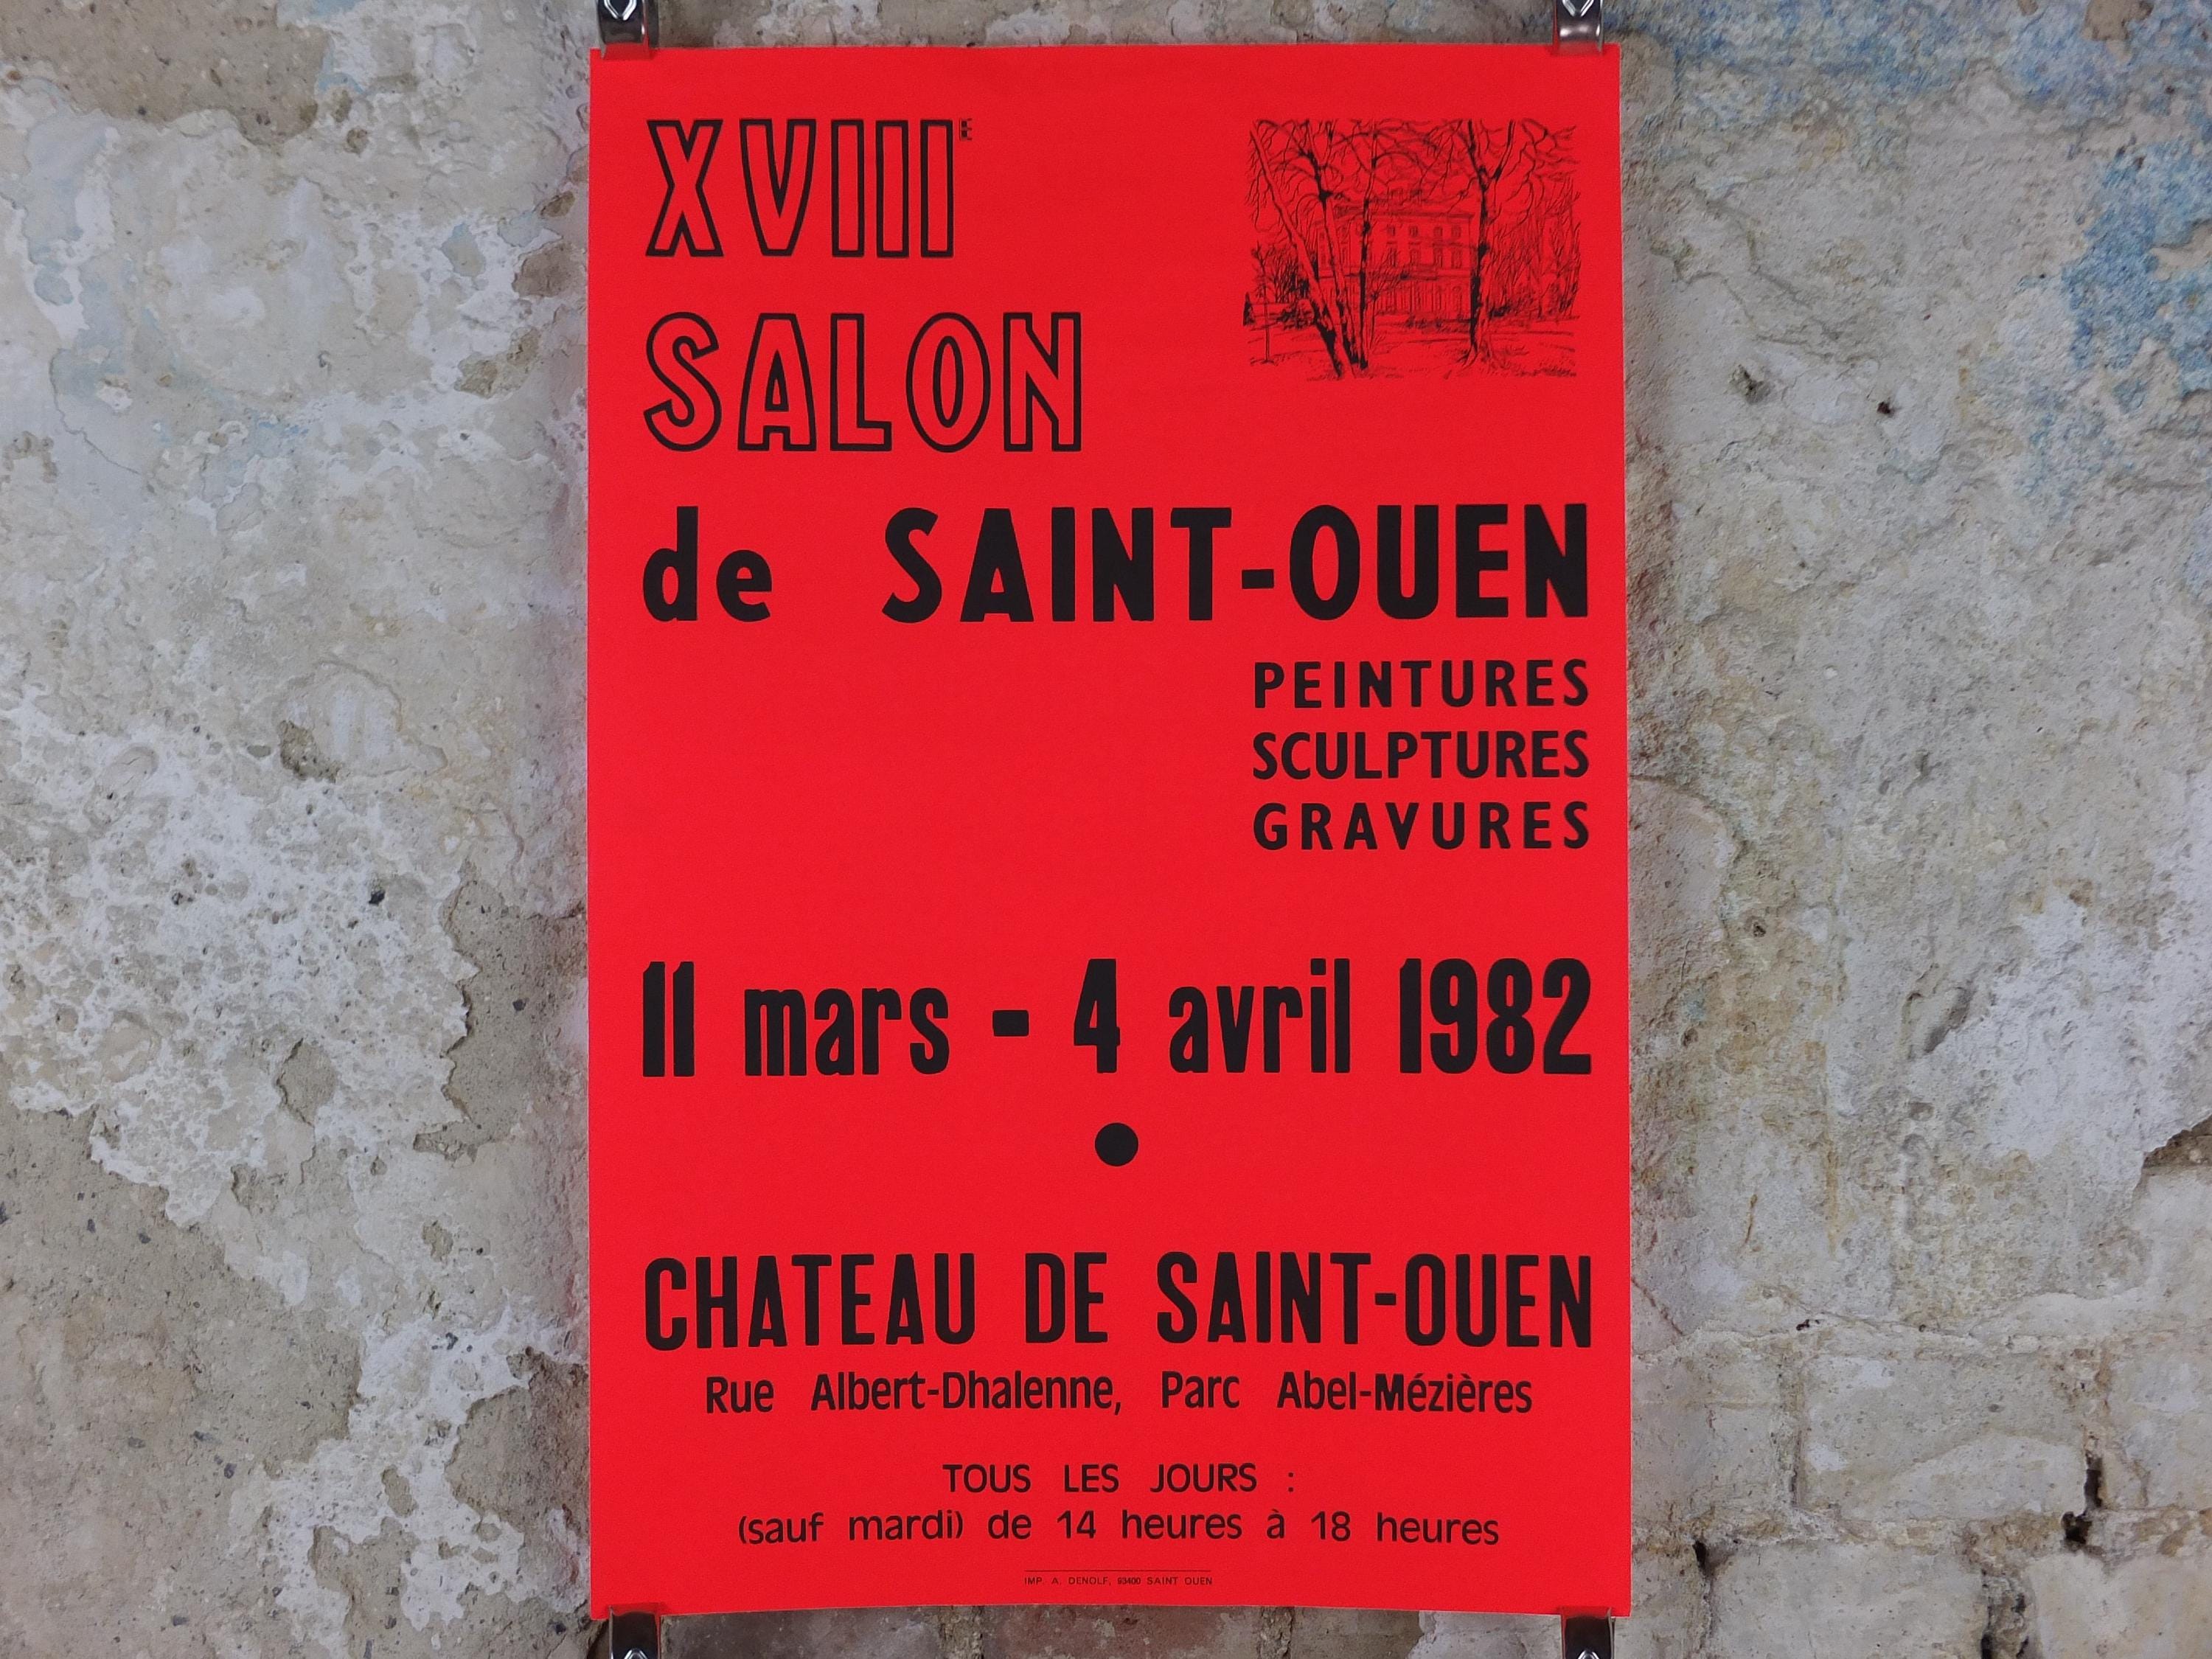 XVIIIE
SALON
de SAINT-OUEN
PEINTURES
SCULPTURES
GRAVURES
11 mars - 4 avril 1982
CHATEAU DE SAINT-OUEN
Rue Albert-Dhalenne, Parc Abel-Mézières
TOUS LES JOURS :
(sauf mardi) de 14 heures à 18 heures
IMP. A. DENOLF, 93400 SAINT OUEN